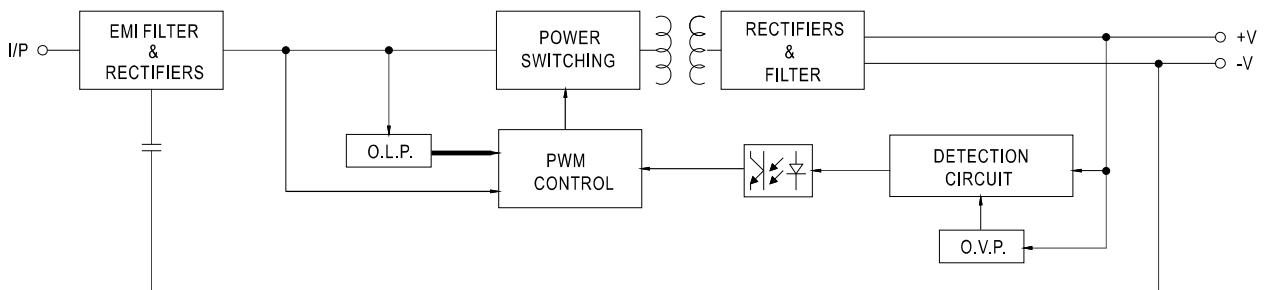 I/P
EMI FILTER
&
RECTIFIERS
POWER
SWITCHING
RECTIFIERS
&
FILTER
+V
-V
O.L.P.
PWM
CONTROL
DETECTION
CIRCUIT
O.V.P.